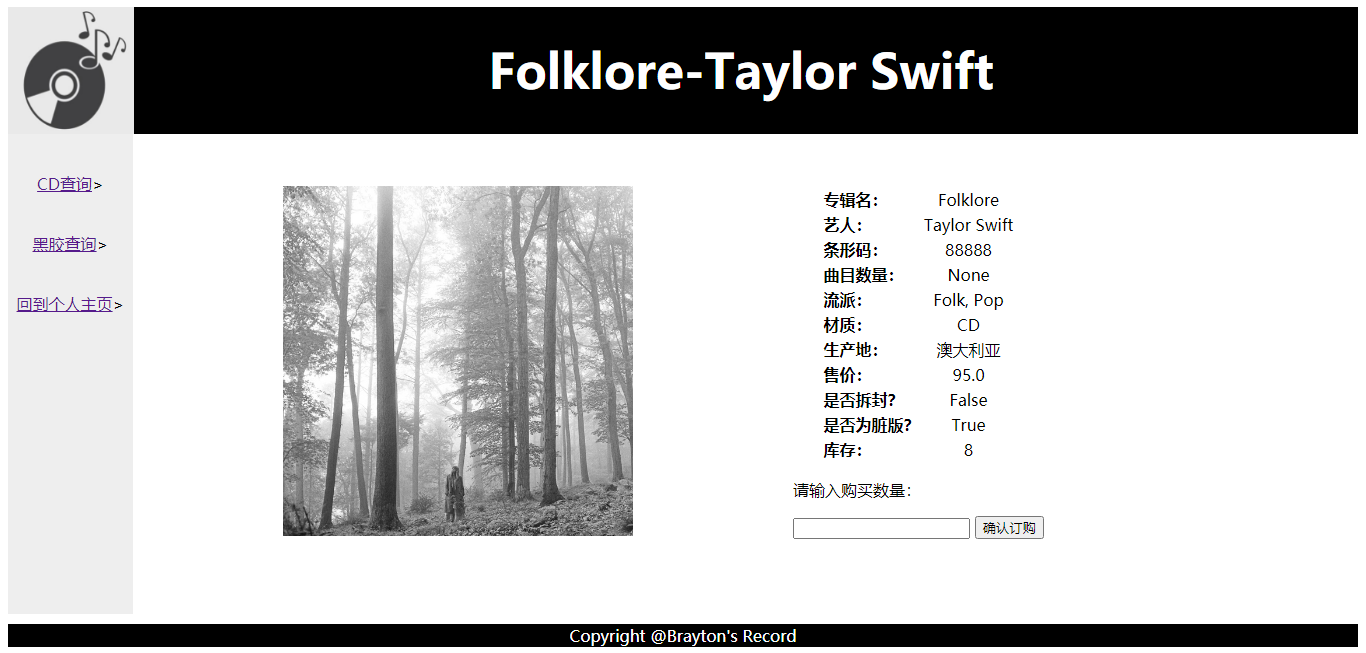 Folklore-Taylor Swift
CD查询>
黑胶查询>
回到个人主页>
专辑名： Folklore
艺人： Taylor Swift
条形码： 88888
曲目数量： None
流派： Folk, Pop
材质： CD
生产地： 澳大利亚
售价： 95.0
是否拆封？ False
是否为脏版？ True
库存： 8
请输入购买数量：
确认订购
Copyright @Brayton's Record